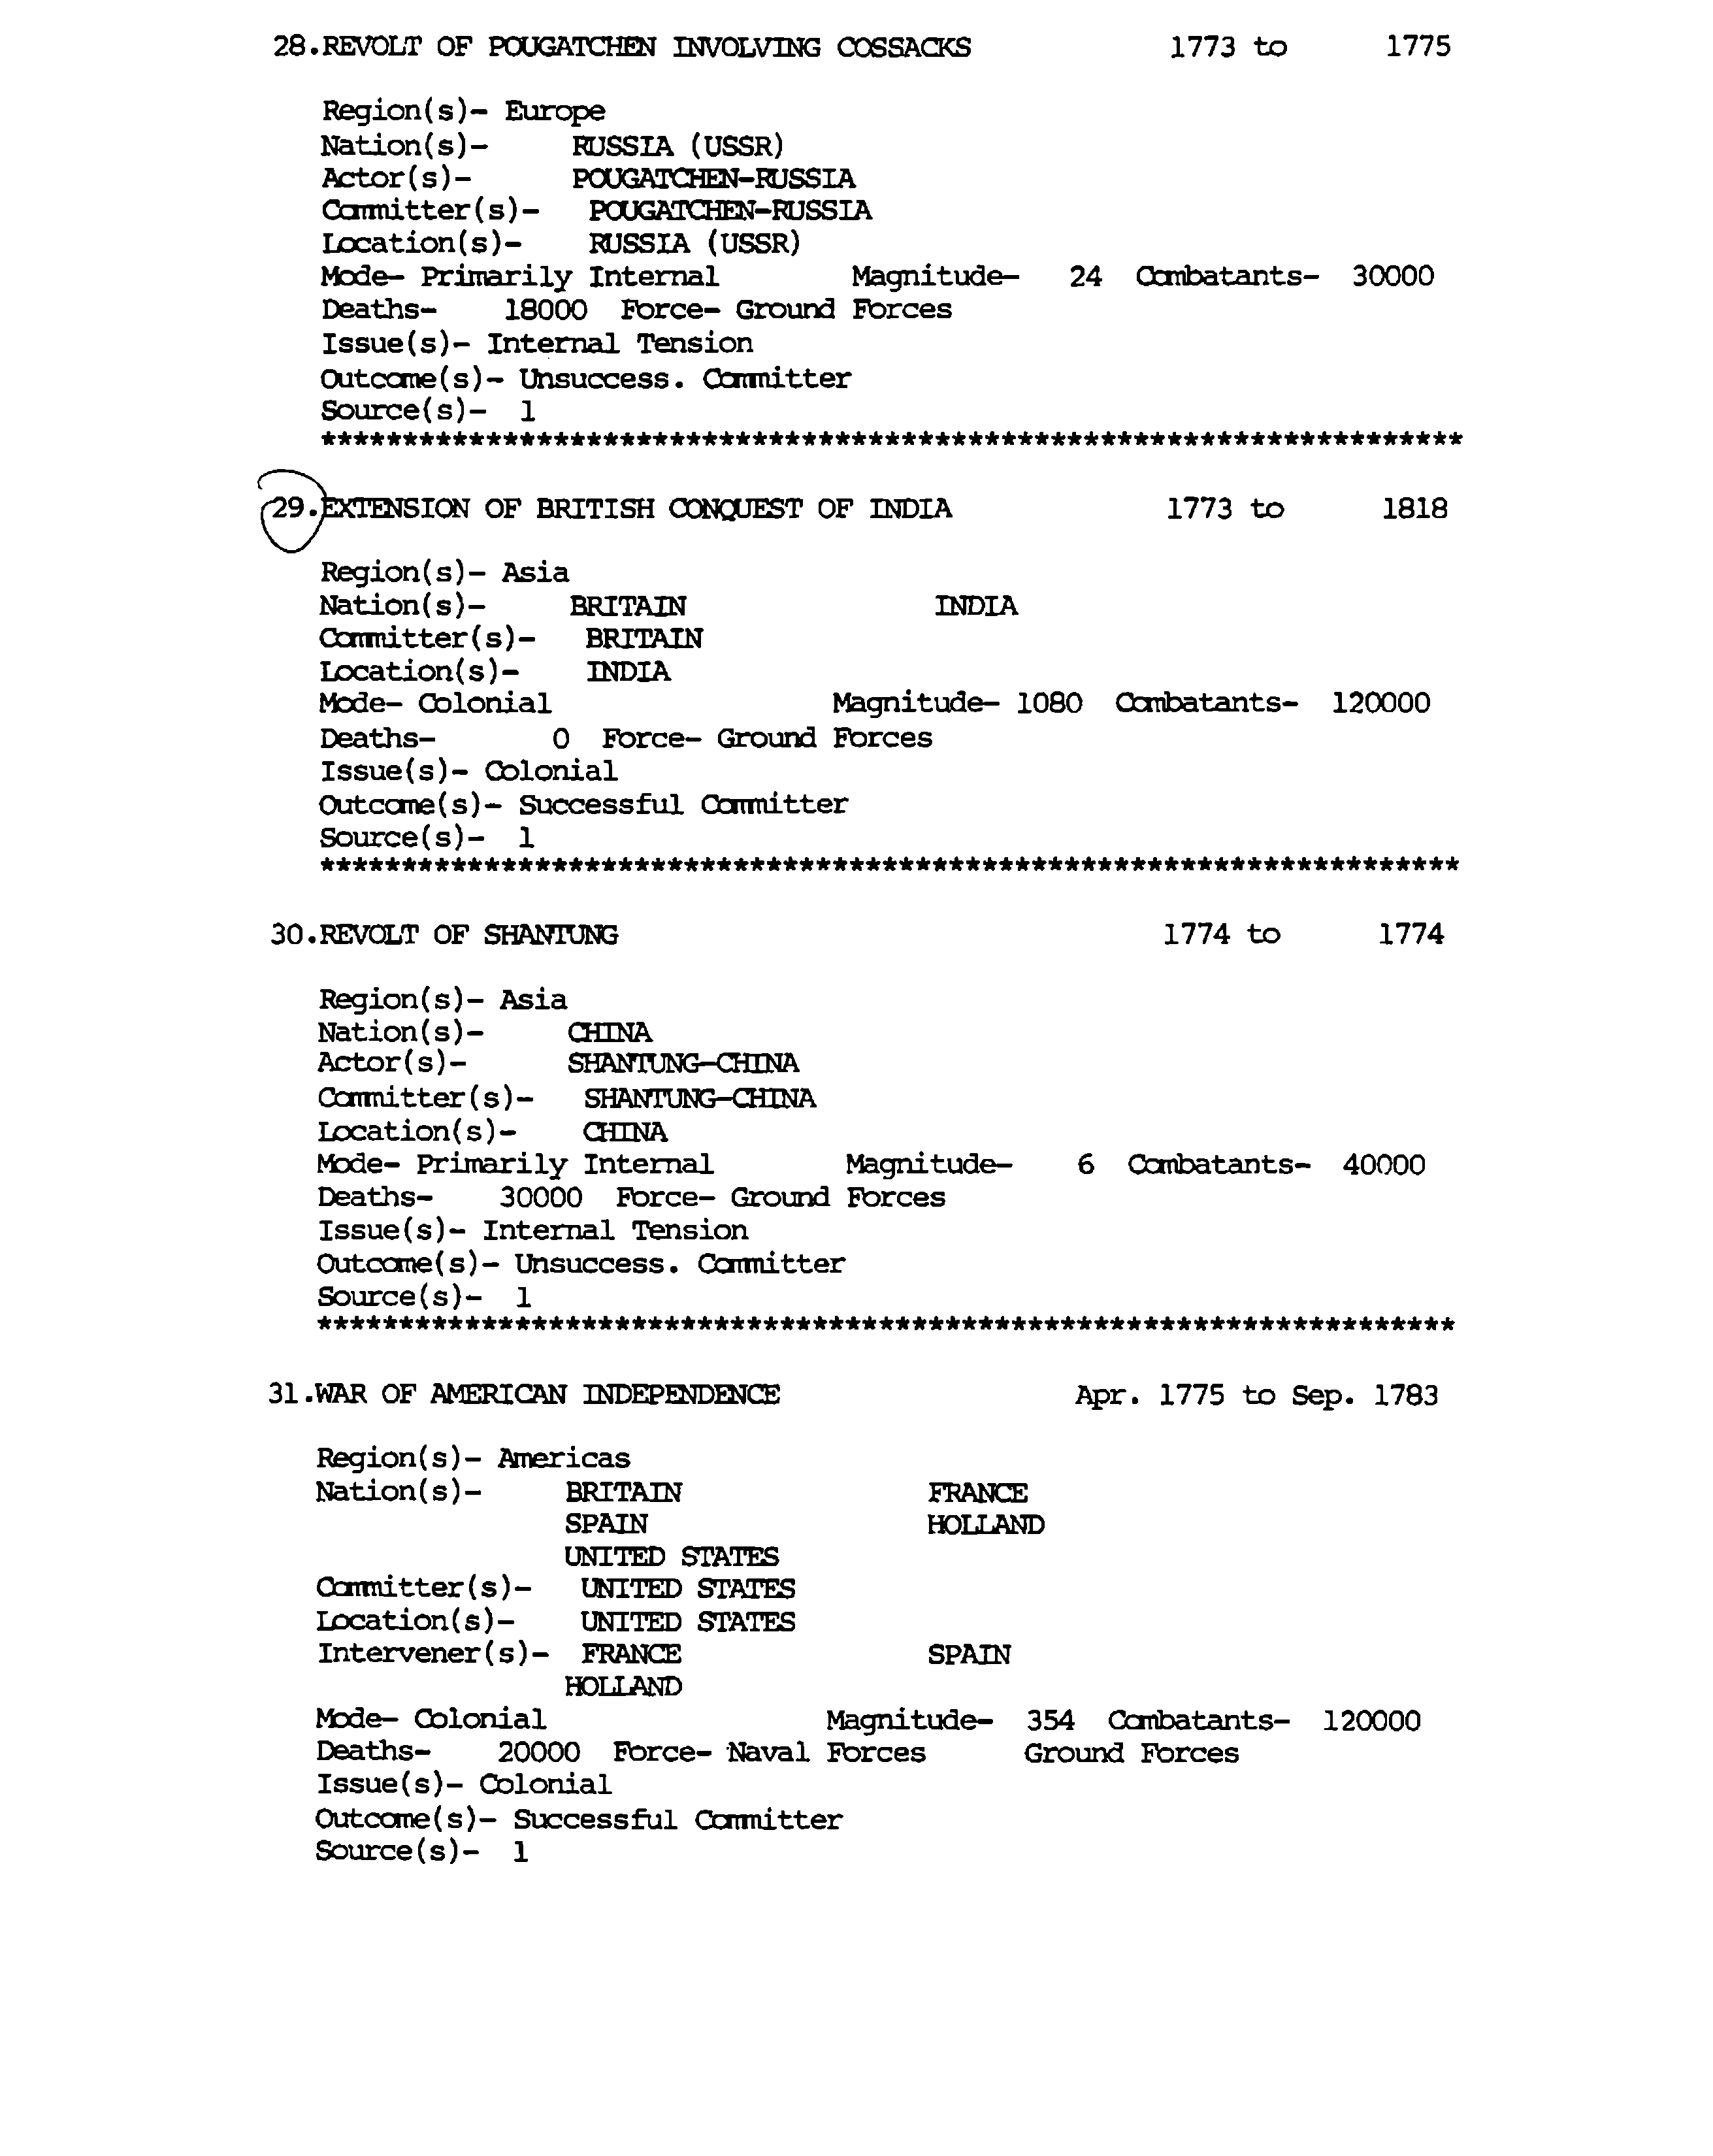 28.REVOLT OF POUGATCHEN INVOLVING COSSACKS 1773 to 1775
Region(s)- Europe
Nation(s)- RUSSIA (USSR)
Actor(s)- POUGATCHEN-RUSSIA
Committer(s)- POUGATCHEN-RUSSIA
Location(s)- RUSSIA (USSR)
Mode- Primarily Internal Magnitude- 24 Combatants- 30000
Deaths- 18000 Force- Ground Forces
Issue(s)- Internal Tension
Outcome(s)- Unsuccess. Committer
Source(s)- 1
*********************************************************************
29.EXTENSION OF BRITISH CONQUEST OF INDIA 1773 to 1818
Region(s)- Asia
Nation(s)- BRITAIN INDIA
Committer(s)- BRITAIN
Location(s)- INDIA
Mode- Colonial Magnitude- 1080 Combatants- 120000
Deaths- 0 Force- Ground Forces
Issue(s)- Colonial
Outcome(s)- Successful Committer
Source(s)- 1
*********************************************************************
30.REVOLT OF SHANTUNG 1774 to 1774
Region(s)- Asia
Nation(s)- CHINA
Actor(s)- SHANTUNG-CHINA
Committer(s)- SHANTUNG-CHINA
Location(s)- CHINA
Mode- Primarily Internal Magnitude- 6 Combatants- 40000
Deaths- 30000 Force- Ground Forces
Issue(s)- Internal Tension
Outcome(s)- Unsuccess. Committer
Source(s)- 1
*********************************************************************
31.WAR OF AMERICAN INDEPENDENCE Apr. 1775 to Sep. 1783
Region(s)- Americas
Nation(s)- BRITAIN FRANCE
SPAIN HOLLAND
UNITED STATES
Committer(s)- UNITED STATES
Location(s)- UNITED STATES
Intervener(s)- FRANCE SPAIN
HOLLAND
Mode- Colonial Magnitude- 354 Combatants- 120000
Deaths- 20000 Force- Naval Forces Ground Forces
Issue(s)- Colonial
Outcome(s)- Successful Committer
Source(s)- 1